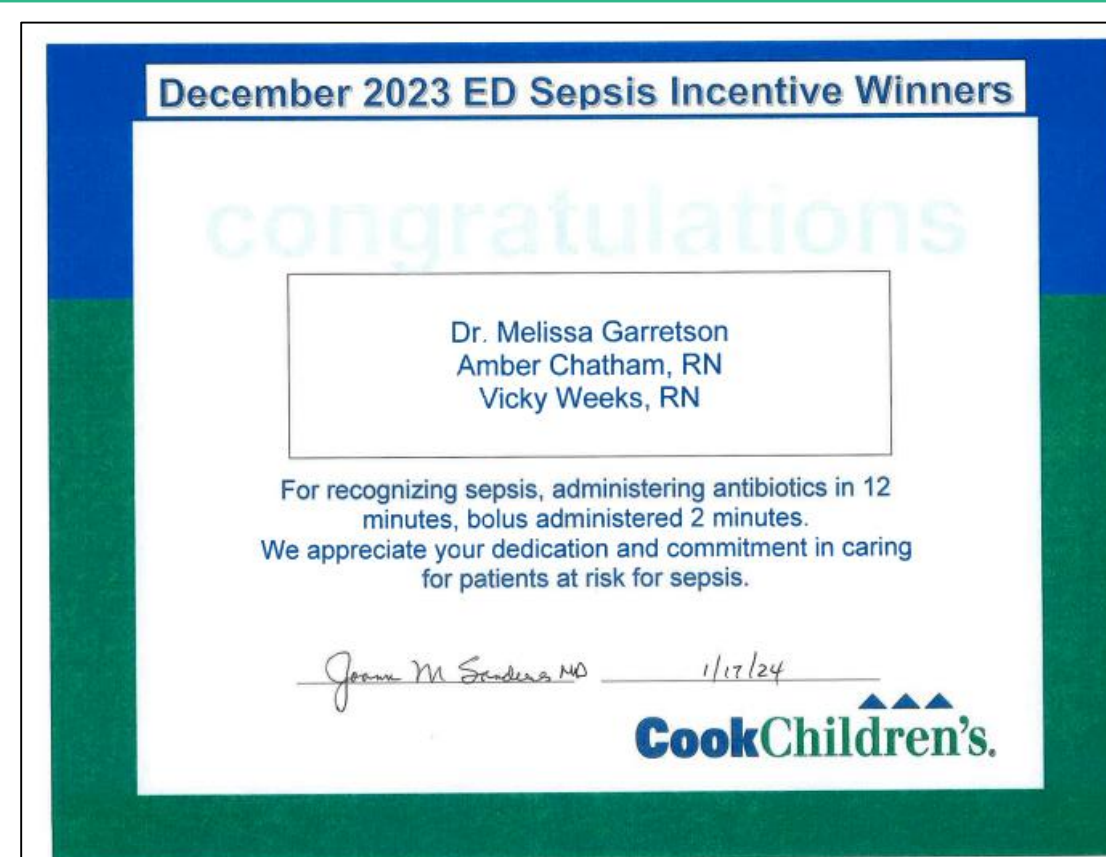 December 2023 ED Sepsis Incentive Winners
congratulations
Dr. Melissa Garretson
Amber Chatham, RN
Vicky Weeks, RN
For recognizing sepsis, administering antibiotics in 12
minutes, bolus administered 2 minutes.
We appreciate your dedication and commitment in caring
for patients at risk for sepsis.
Joann M Sanders MD 1/17/24
CookChildren's.